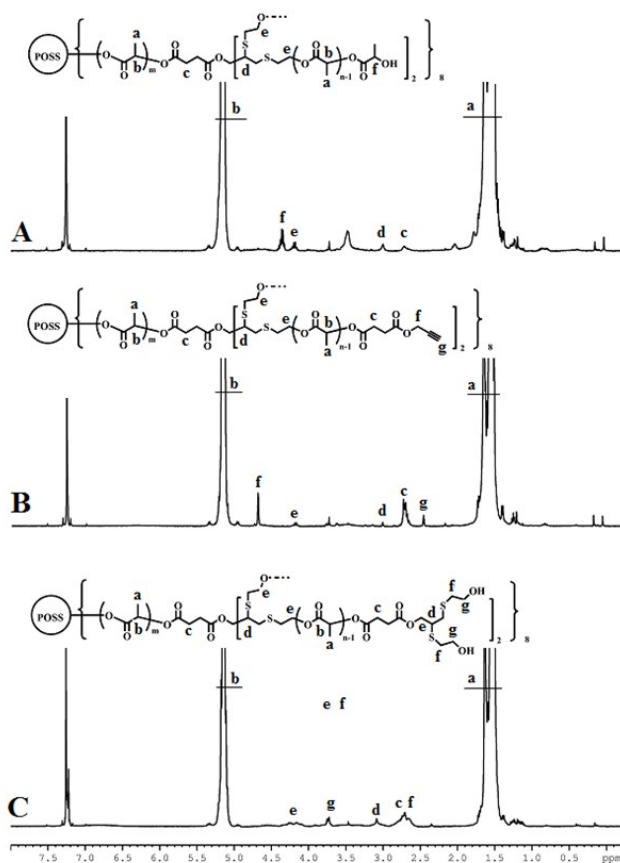 POSS { O a b O m O O c O O [ S e O d S e O b a n-1 O O f OH ] 2 } 8
b a
A f e d c
POSS { O a b O m O O c O O [ S e O d S e O b a n-1 O O c O O f g ] 2 } 8
b a
B f e d c g
POSS { O a b O m O O c O O [ S e O d S e O b a n-1 O O c O O e d S f g OH S f g OH ] 2 } 8
b a
e f
C e g d c f
7.5 7.0 6.5 6.0 5.5 5.0 4.5 4.0 3.5 3.0 2.5 2.0 1.5 1.0 0.5 ppm